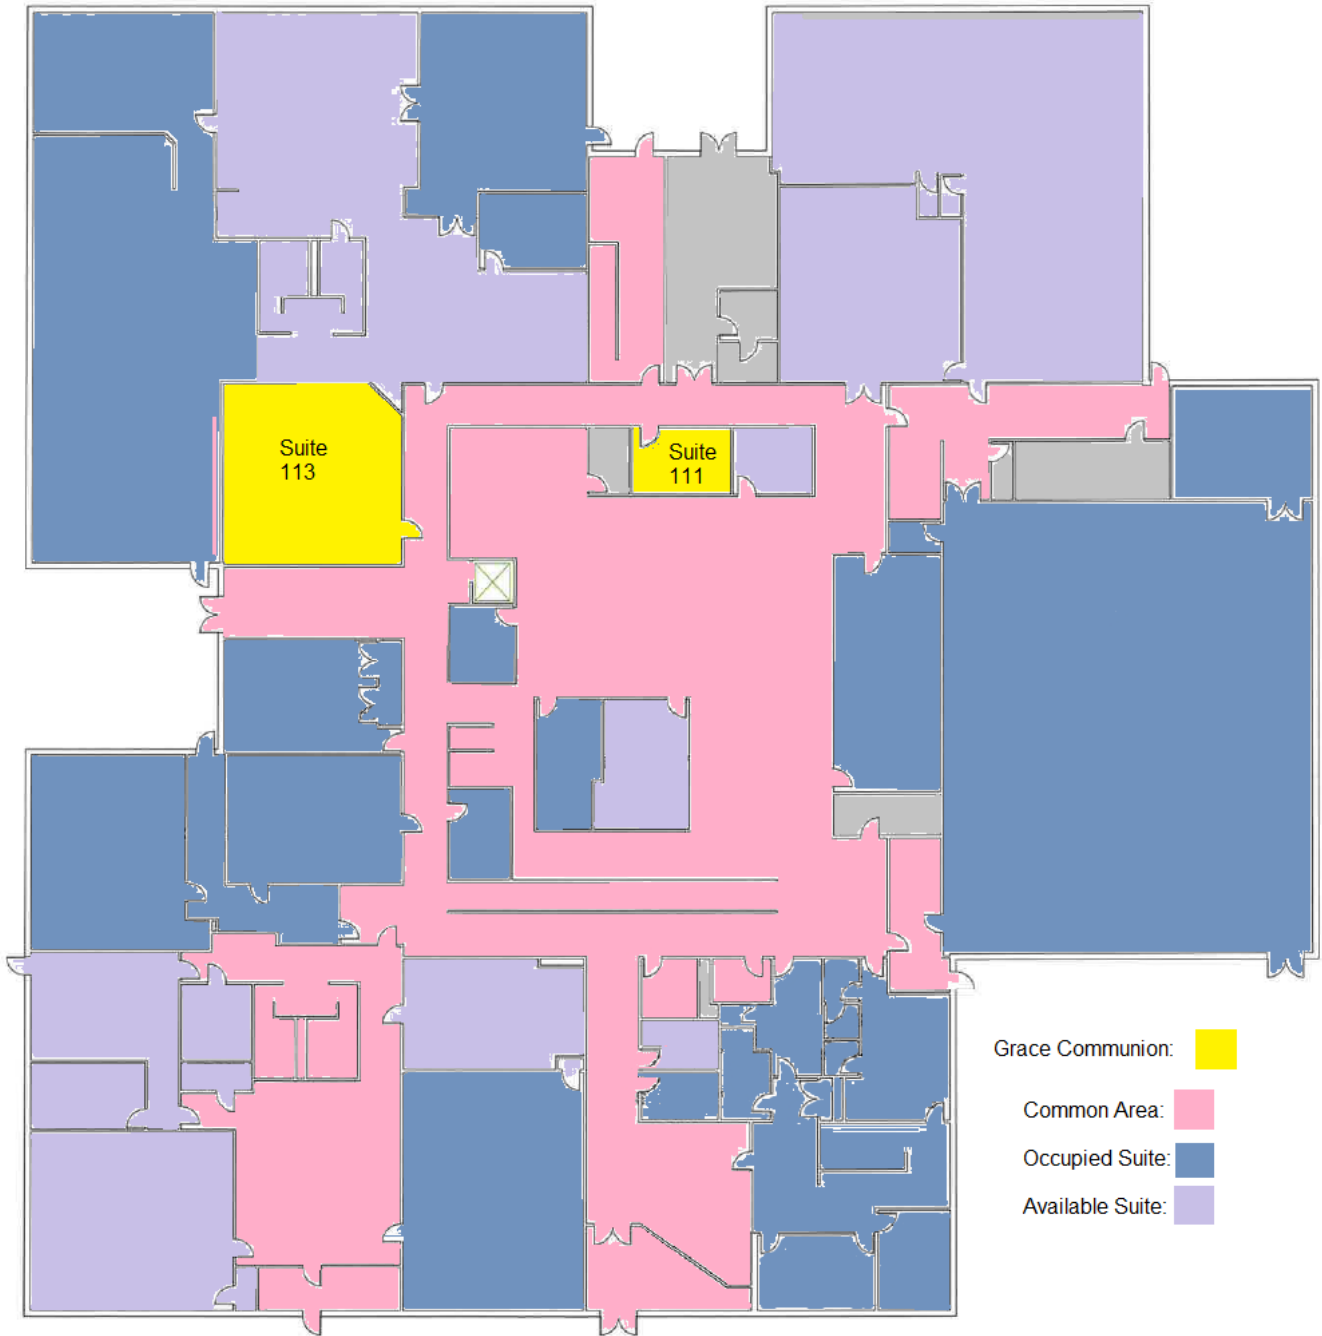 Suite
113
Suite
111
Grace Communion:
Common Area:
Occupied Suite:
Available Suite: